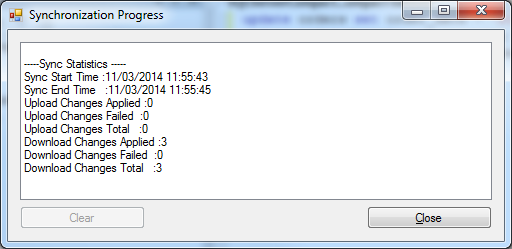 Synchronization Progress
-----Sync Statistics -----
Sync Start Time :11/03/2014 11:55:43
Sync End Time :11/03/2014 11:55:45
Upload Changes Applied :0
Upload Changes Failed :0
Upload Changes Total :0
Download Changes Applied :3
Download Changes Failed :0
Download Changes Total :3
Clear
Close